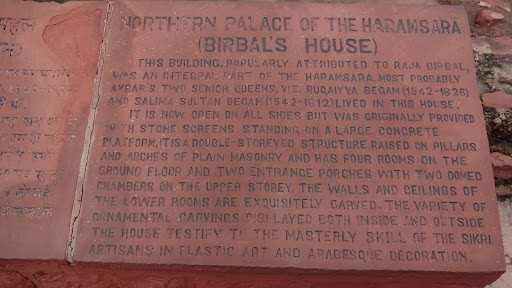 महल
NORTHERN PALACE OF THE HARAMSARĀ
(BIRBAL'S HOUSE)
THIS BUILDING, POPULARLY ATTRIBUTED TO RAJA BIRBAL,
WAS AN INTEGRAL PART OF THE HARAMSARA. MOST PROBABLY
AKBAR'S TWO SENIOR QUEENS, VIZ. RUQAIYYA BEGAM (1542-1626)
AND SALIMA SULTAN BEGAM (1542-1612) LIVED IN THIS HOUSE.
IT IS NOW OPEN ON ALL SIDES BUT WAS ORIGINALLY PROVIDED
WITH STONE SCREENS. STANDING ON A LARGE CONCRETE
PLATFORM, IT IS A DOUBLE-STOREYED STRUCTURE RAISED ON PILLARS
AND ARCHES OF PLAIN MASONRY AND HAS FOUR ROOMS ON THE
GROUND FLOOR AND TWO ENTRANCE PORCHES WITH TWO DOMED
CHAMBERS ON THE UPPER STOREY. THE WALLS AND CEILINGS OF
THE LOWER ROOMS ARE EXQUISITELY CARVED. THE VARIETY OF
ORNAMENTAL CARVINGS DISPLAYED BOTH INSIDE AND OUTSIDE
THE HOUSE TESTIFY TO THE MASTERLY SKILL OF THE SIKRI
ARTISANS IN PLASTIC ART AND ARABESQUE DECORATION.